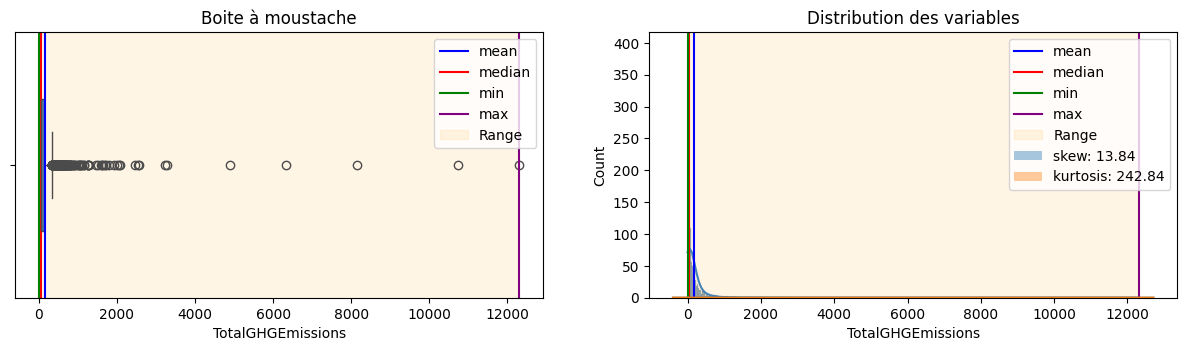 Boite à moustache
mean
median
min
max
Range
0 2000 4000 6000 8000 10000 12000
TotalGHGEmissions
Distribution des variables
400
350
300
250
200
150
100
50
0
Count
mean
median
min
max
Range
skew: 13.84
kurtosis: 242.84
0 2000 4000 6000 8000 10000 12000
TotalGHGEmissions